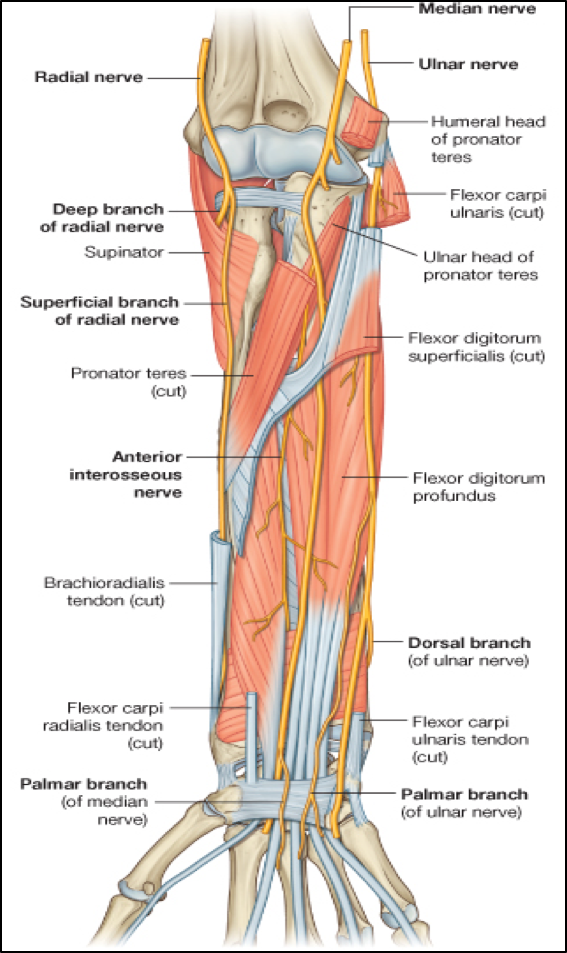 Median nerve
Radial nerve
Ulnar nerve
Humeral head
of pronator
teres
Flexor carpi
ulnaris (cut)
Deep branch
of radial nerve
Supinator
Ulnar head of
pronator teres
Superficial branch
of radial nerve
Flexor digitorum
superficialis (cut)
Pronator teres
(cut)
Anterior
interosseous
nerve
Flexor digitorum
profundus
Brachioradialis
tendon (cut)
Dorsal branch
(of ulnar nerve)
Flexor carpi
radialis tendon
(cut)
Flexor carpi
ulnaris tendon
(cut)
Palmar branch
(of median
nerve)
Palmar branch
(of ulnar nerve)